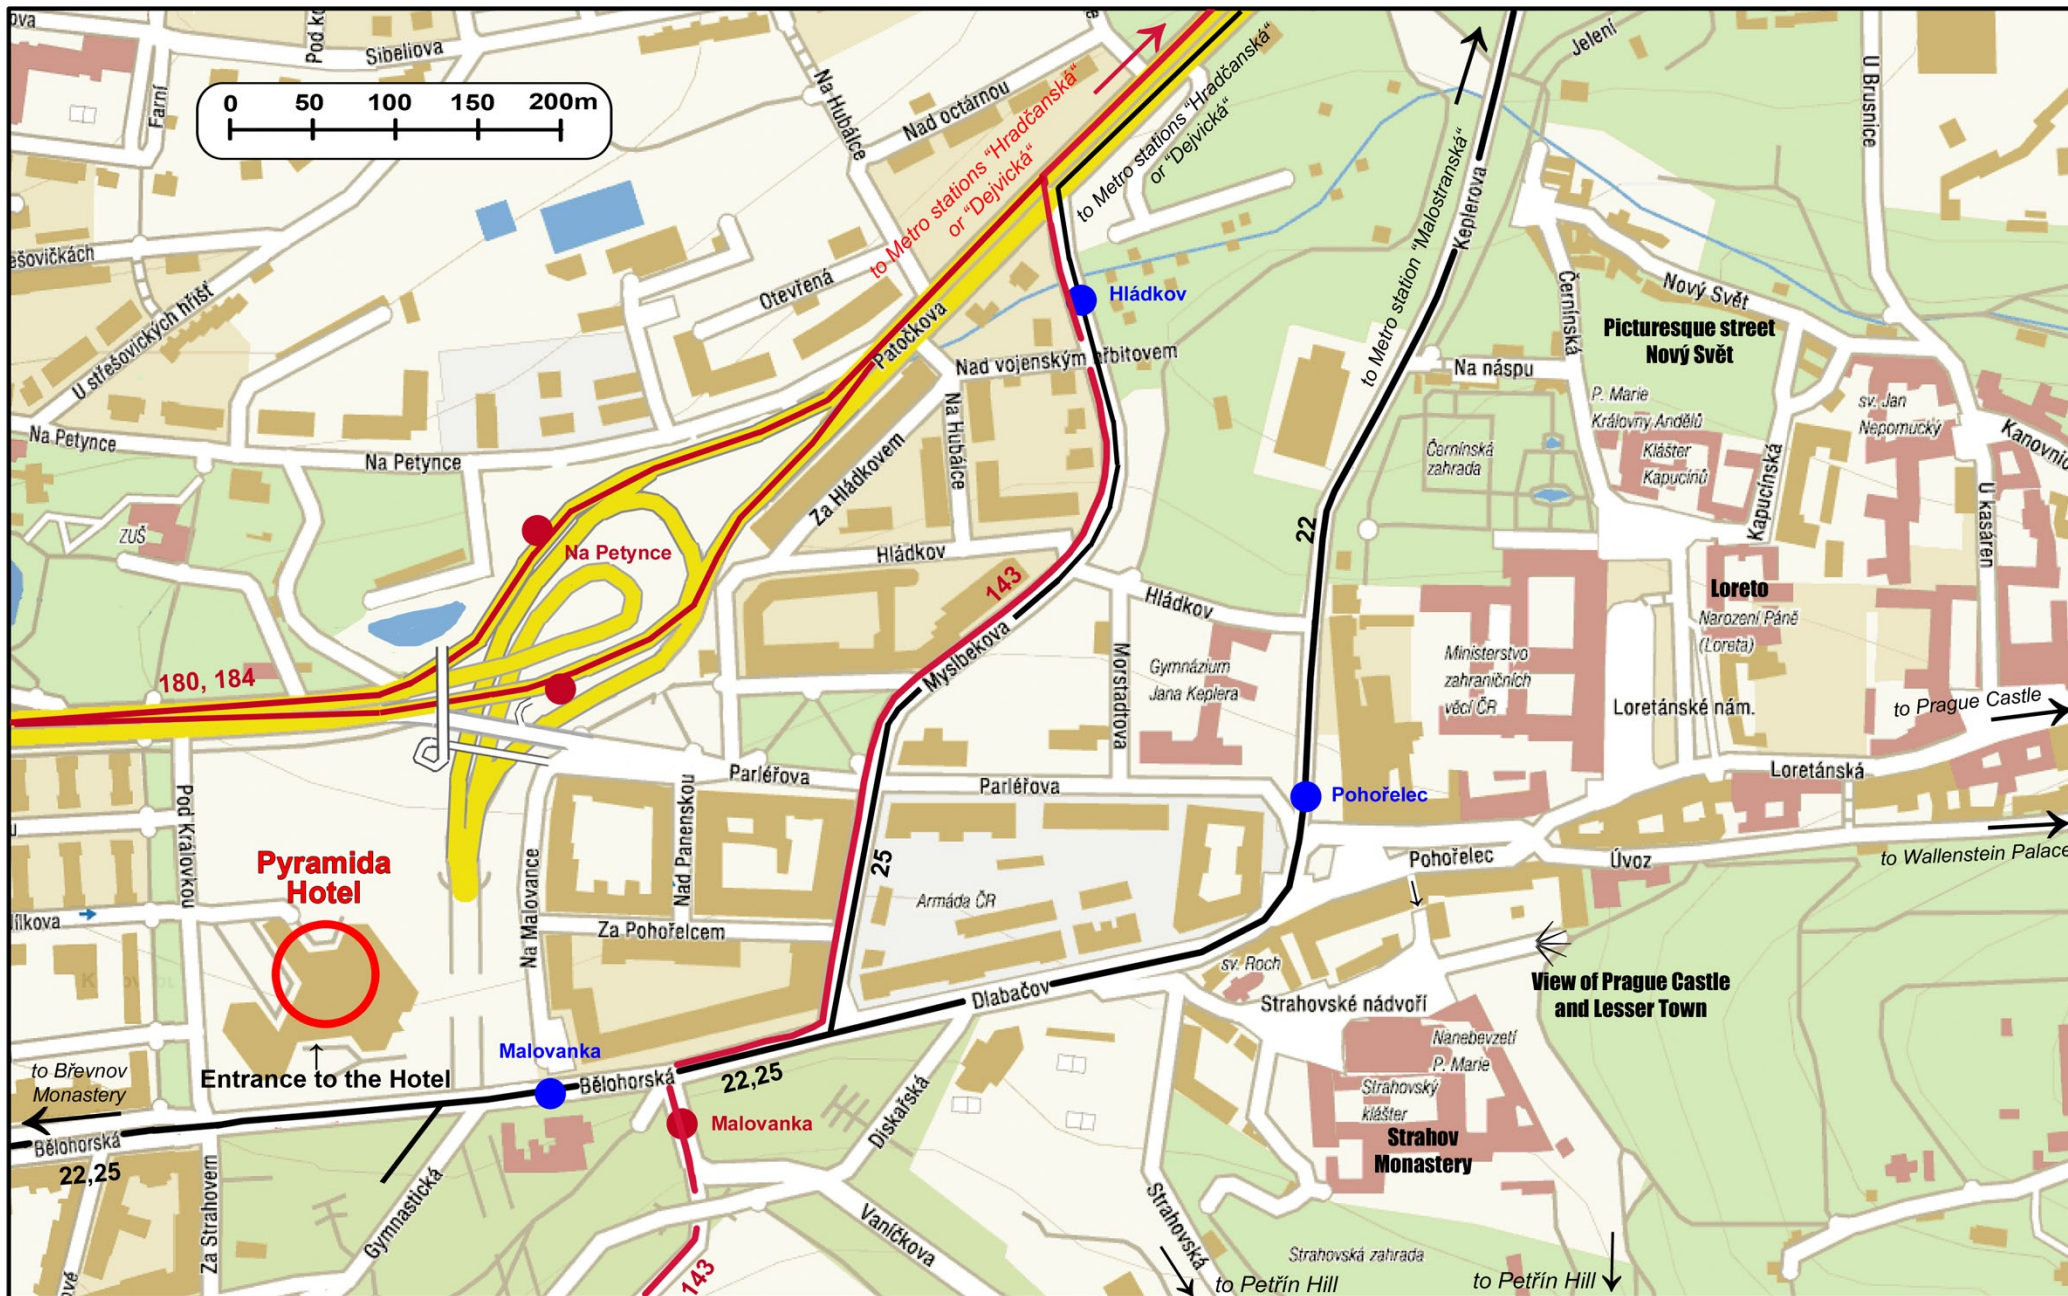 Sibeliova
Farní
0 50 100 150 200m
Na Hubálce
Nad octárnou
to Metro stations "Hradčanská"
or "Dejvická"
to Metro stations "Hradčanská"
or "Dejvická"
to Metro station "Malostranská"
Keplerova
Jelení
U Brusnice
ešovičkách
U střešovických hřišť
Otevřená
Patočkova
Hládkov
Nad vojenským hřbitovem
Černínská
Nový Svět
Picturesque street
Nový Svět
Na náspu
P. Marie
Královny Andělů
Klášter
Kapucínů
sv. Jan
Nepomucký
Kanovnic
Kapucínská
U kasáren
Černínská
zahrada
Na Petynce
Na Petynce
Na Hubálce
Za Hládkovem
ZUŠ
Na Petynce
Hládkov
22
143
Hládkov
Myslbekova
Morstadtova
Gymnázium
Jana Keplera
Ministerstvo
zahraničních
věcí ČR
Loreto
Narození Páně
(Loreta)
Loretánské nám.
to Prague Castle
180, 184
Parléřova
Parléřova
Loretánská
Pohořelec
Pod Královkou
Na Malovance
Nad Panenskou
25
Pohořelec
Úvoz
to Wallenstein Palace
Pyramida
Hotel
Armáda ČR
Za Pohořelcem
ílkova
sv. Roch
Dlabačov
Strahovské nádvoří
View of Prague Castle
and Lesser Town
Malovanka
to Břevnov
Monastery
Entrance to the Hotel
Bělohorská
22,25
Nanebevzetí
P. Marie
Strahovský
klášter
Strahov
Monastery
Malovanka
Diskařská
Bělohorská
22,25
Za Strahovem
Gymnastická
Vaníčkova
Strahovská
143
Strahovská zahrada
to Petřín Hill
to Petřín Hill